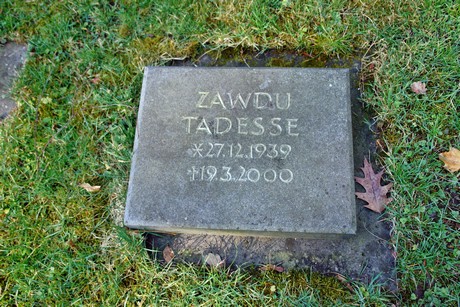 ZAWDU
TADESSE
*27.12.1939
†19.3.2000